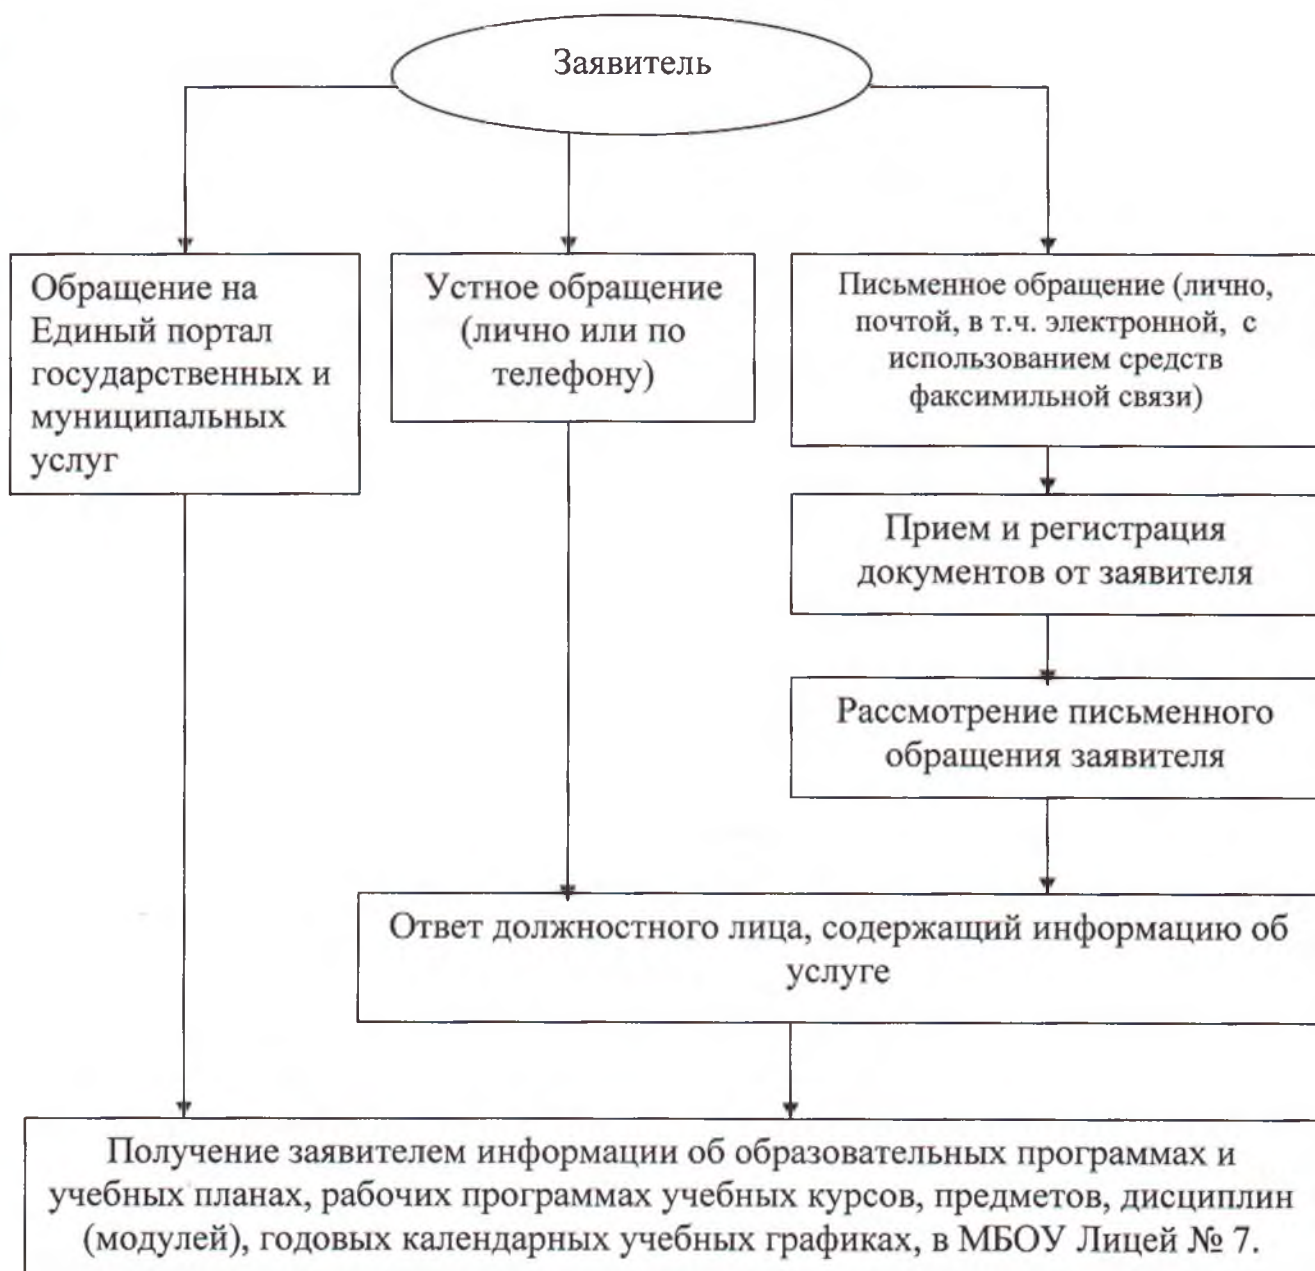 Заявитель
Обращение на
Единый портал
государственных и
муниципальных
услуг
Устное обращение
(лично или по
телефону)
Письменное обращение (лично,
почтой, в т.ч. электронной, с
использованием средств
факсимильной связи)
Прием и регистрация
документов от заявителя
Рассмотрение письменного
обращения заявителя
Ответ должностного лица, содержащий информацию об
услуге
Получение заявителем информации об образовательных программах и
учебных планах, рабочих программах учебных курсов, предметов, дисциплин
(модулей), годовых календарных учебных графиках, в МБОУ Лицей № 7.